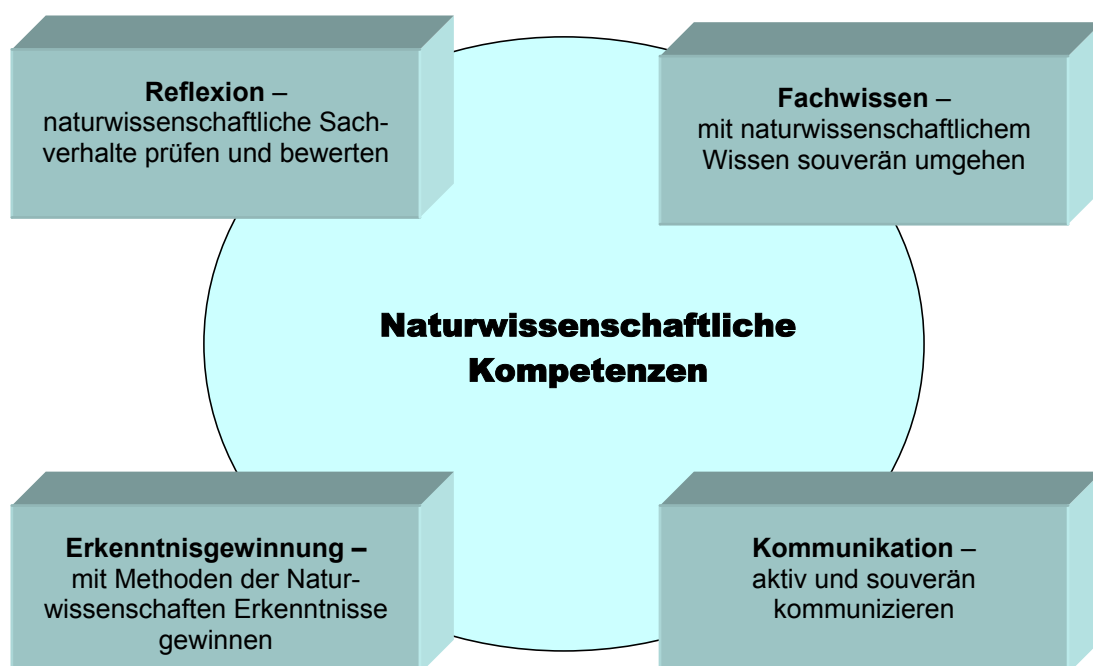 Reflexion –
naturwissenschaftliche Sach-
verhalte prüfen und bewerten
Fachwissen –
mit naturwissenschaftlichem
Wissen souverän umgehen
Naturwissenschaftliche
Kompetenzen
Erkenntnisgewinnung –
mit Methoden der Natur-
wissenschaften Erkenntnisse
gewinnen
Kommunikation –
aktiv und souverän
kommunizieren